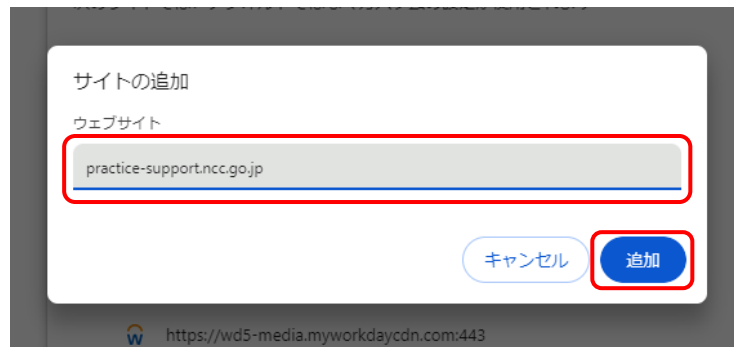 サイトの追加
ウェブサイト
practice-support.ncc.go.jp
キャンセル
追加
https://wd5-media.myworkdaycdn.com:443